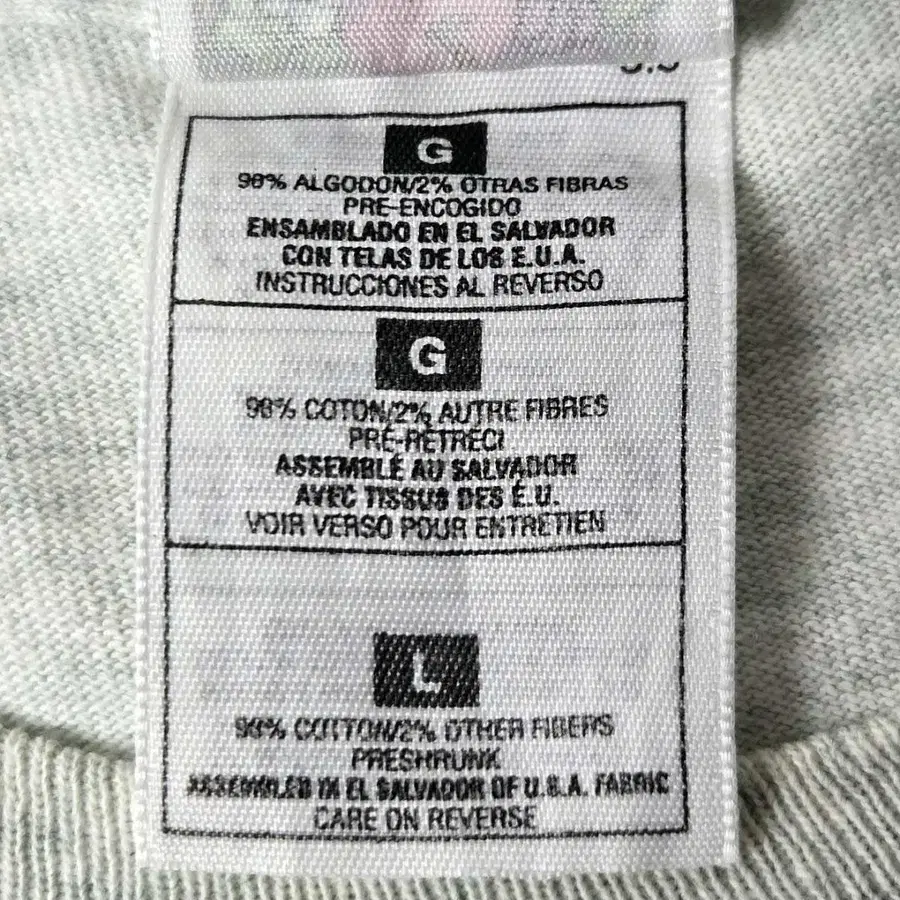 G
98% ALGODON/2% OTRAS FIBRAS
PRE-ENCOGIDO
ENSAMBLADO EN EL SALVADOR
CON TELAS DE LOS E.U.A.
INSTRUCCIONES AL REVERSO
G
98% COTON/2% AUTRE FIBRES
PRÉ-RÉTRECI
ASSEMBLÉ AU SALVADOR
AVEC TISSUS DES É.U.
VOIR VERSO POUR ENTRETIEN
L
98% COTTON/2% OTHER FIBERS
PRESHRUNK
ASSEMBLED IN EL SALVADOR OF U.S.A. FABRIC
CARE ON REVERSE